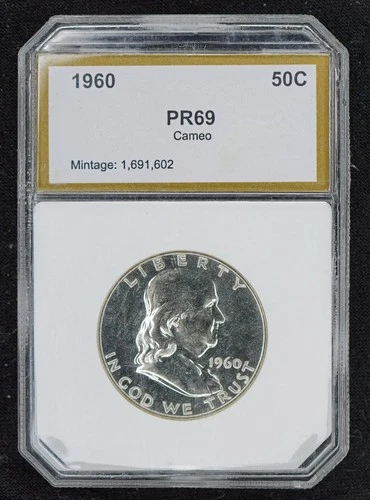 1960 50C
PR69
Cameo
Mintage: 1,691,602
LIBERTY
1960
IN GOD WE TRUST